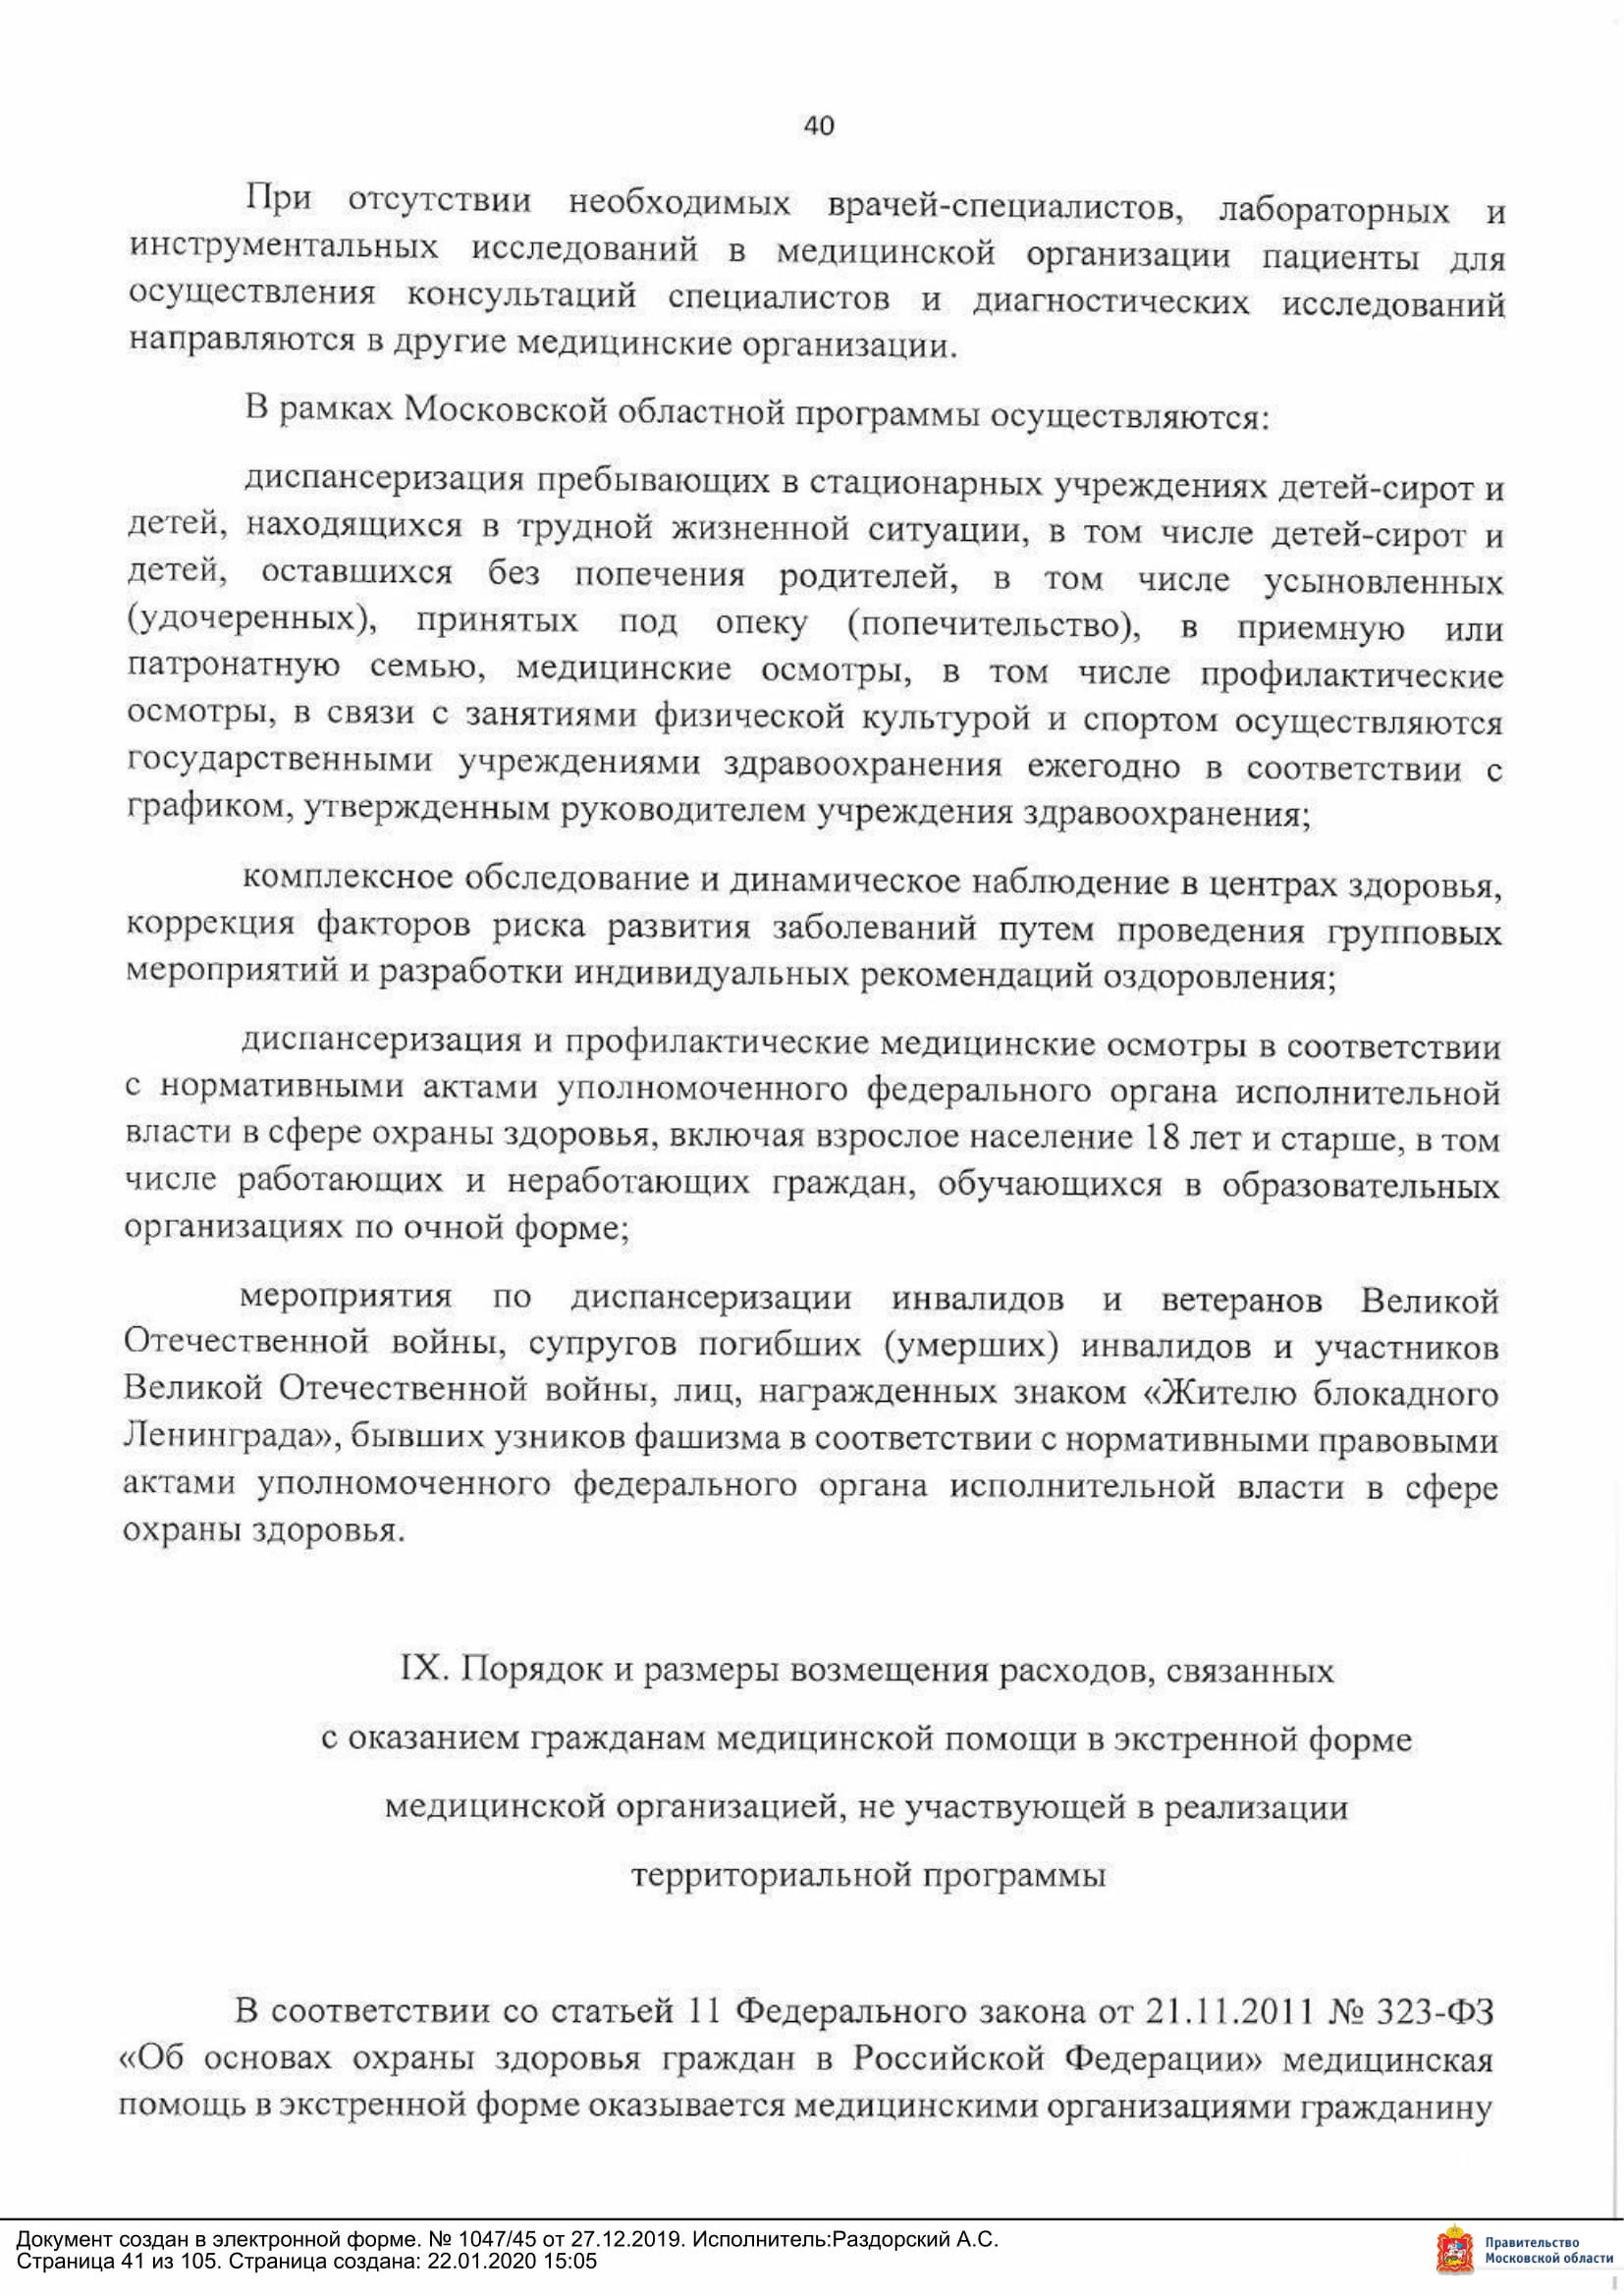 40
При отсутствии необходимых врачей-специалистов, лабораторных и
инструментальных исследований в медицинской организации пациенты для
осуществления консультаций специалистов и диагностических исследований
направляются в другие медицинские организации.
В рамках Московской областной программы осуществляются:
диспансеризация пребывающих в стационарных учреждениях детей-сирот и
детей, находящихся в трудной жизненной ситуации, в том числе детей-сирот и
детей, оставшихся без попечения родителей, в том числе усыновленных
(удочеренных), принятых под опеку (попечительство), в приемную или
патронатную семью, медицинские осмотры, в том числе профилактические
осмотры, в связи с занятиями физической культурой и спортом осуществляются
государственными учреждениями здравоохранения ежегодно в соответствии с
графиком, утвержденным руководителем учреждения здравоохранения;
комплексное обследование и динамическое наблюдение в центрах здоровья,
коррекция факторов риска развития заболеваний путем проведения групповых
мероприятий и разработки индивидуальных рекомендаций оздоровления;
диспансеризация и профилактические медицинские осмотры в соответствии
с нормативными актами уполномоченного федерального органа исполнительной
власти в сфере охраны здоровья, включая взрослое население 18 лет и старше, в том
числе работающих и неработающих граждан, обучающихся в образовательных
организациях по очной форме;
мероприятия по диспансеризации инвалидов и ветеранов Великой
Отечественной войны, супругов погибших (умерших) инвалидов и участников
Великой Отечественной войны, лиц, награжденных знаком «Жителю блокадного
Ленинграда», бывших узников фашизма в соответствии с нормативными правовыми
актами уполномоченного федерального органа исполнительной власти в сфере
охраны здоровья.
IX. Порядок и размеры возмещения расходов, связанных
с оказанием гражданам медицинской помощи в экстренной форме
медицинской организацией, не участвующей в реализации
территориальной программы
В соответствии со статьей 11 Федерального закона от 21.11.2011 № 323-ФЗ
«Об основах охраны здоровья граждан в Российской Федерации» медицинская
помощь в экстренной форме оказывается медицинскими организациями гражданину
Документ создан в электронной форме. № 1047/45 от 27.12.2019. Исполнитель:Раздорский А.С.
Страница 41 из 105. Страница создана: 22.01.2020 15:05
Правительство
Московской области